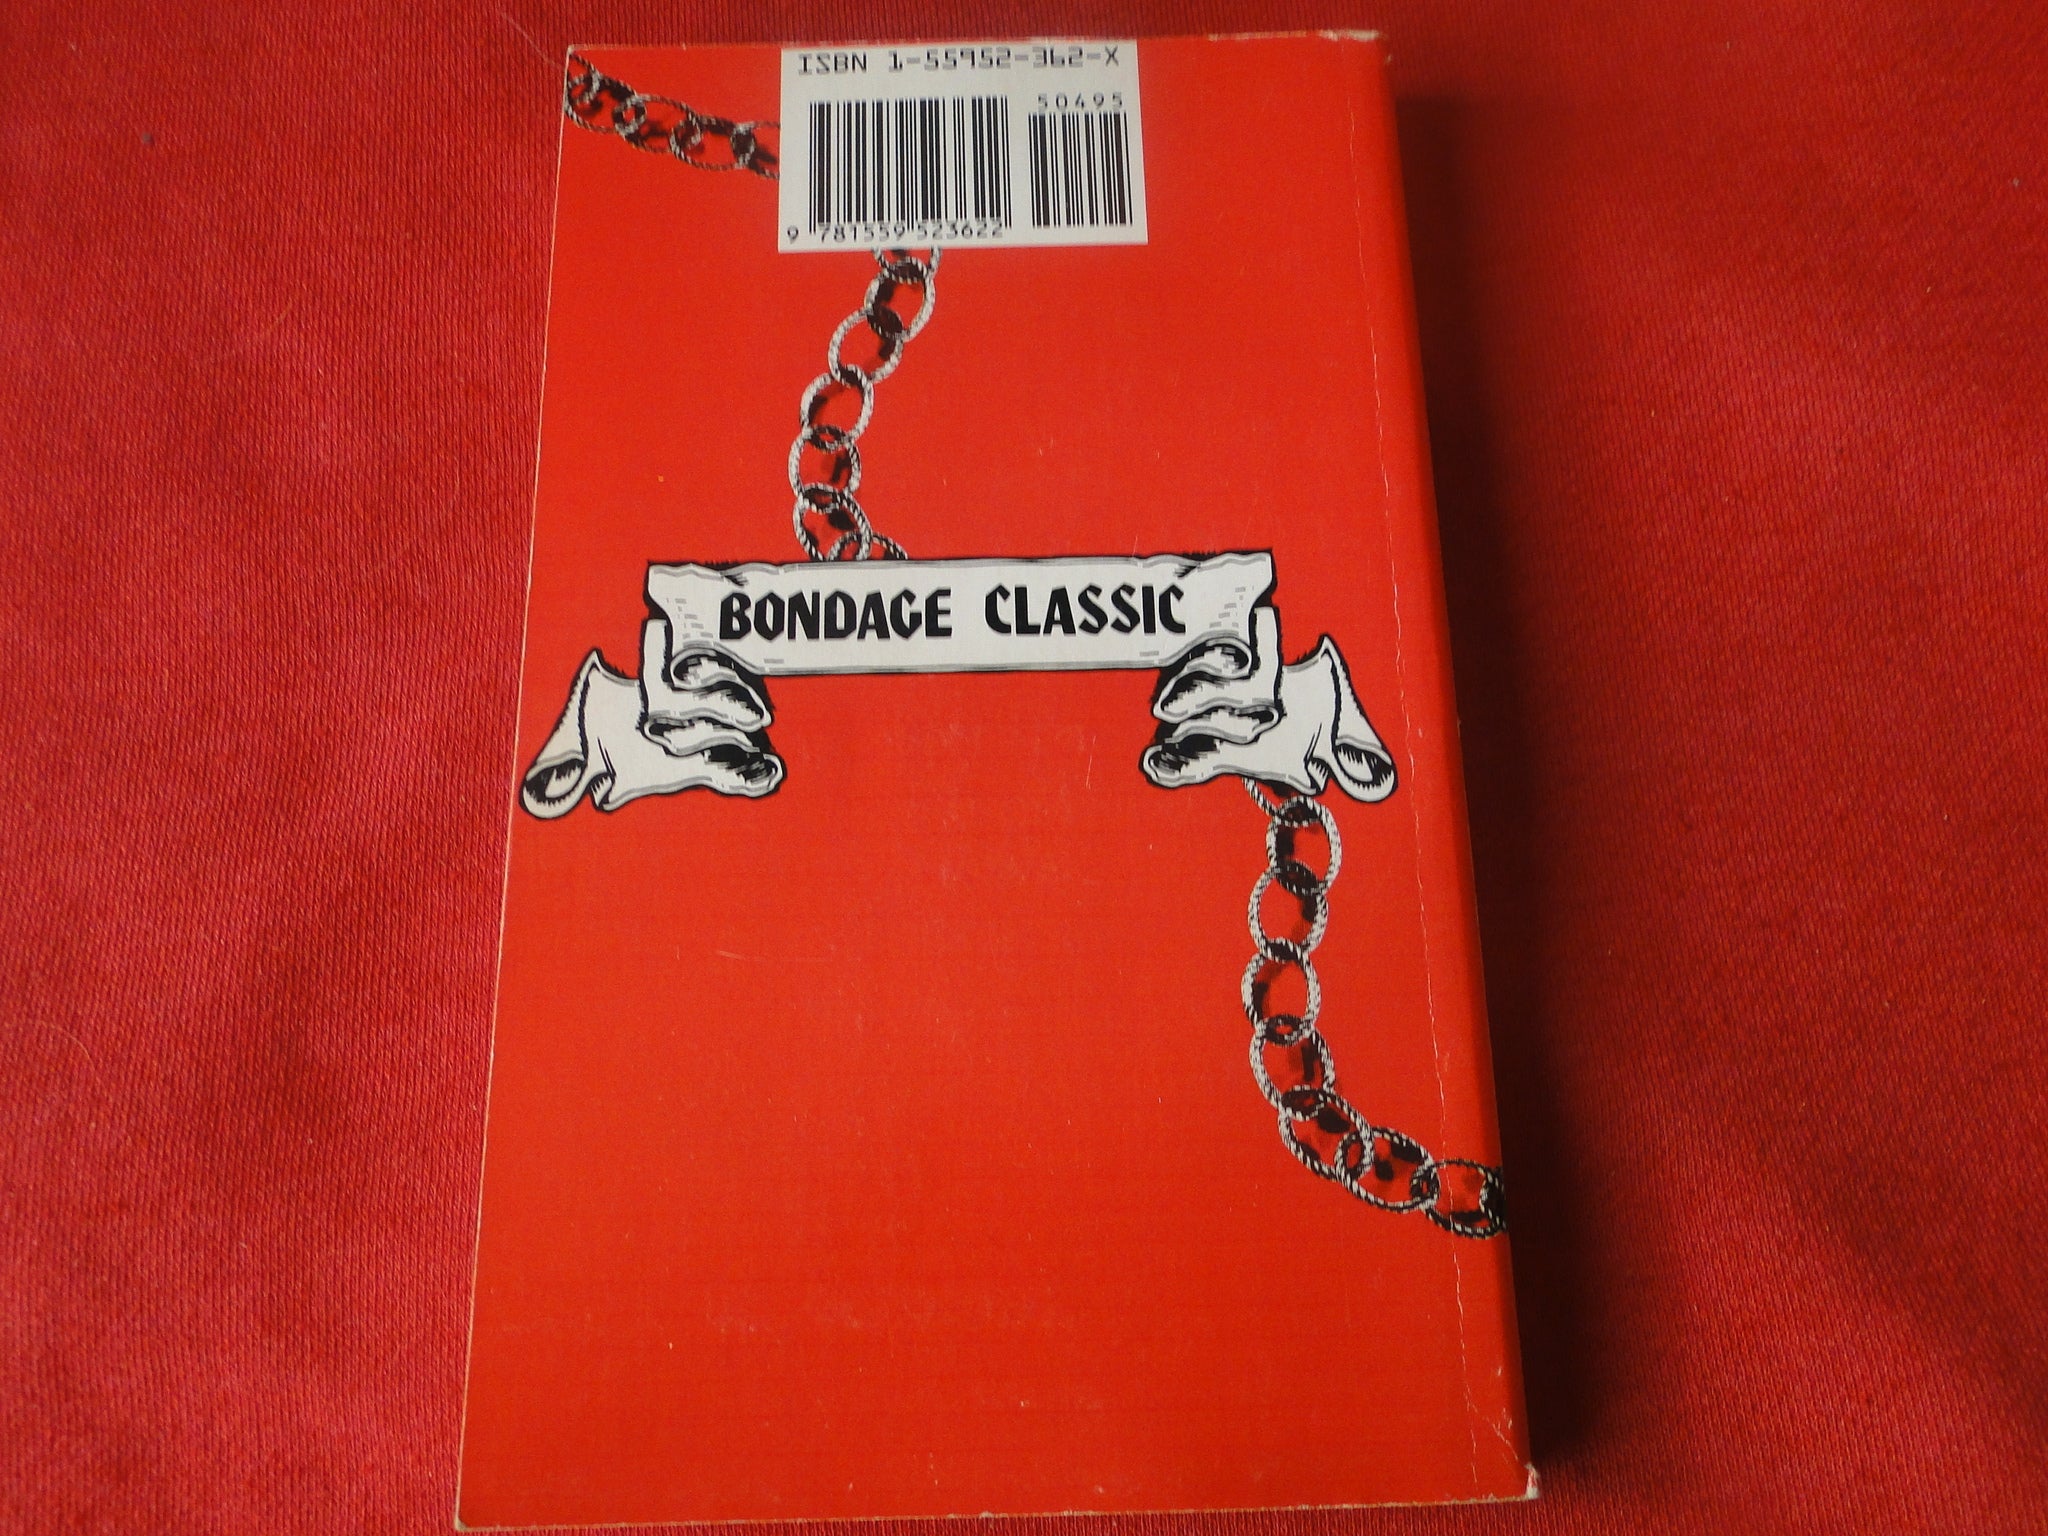 ISBN 1-55952-362-X
50495
9 781559 523622
BONDAGE CLASSIC